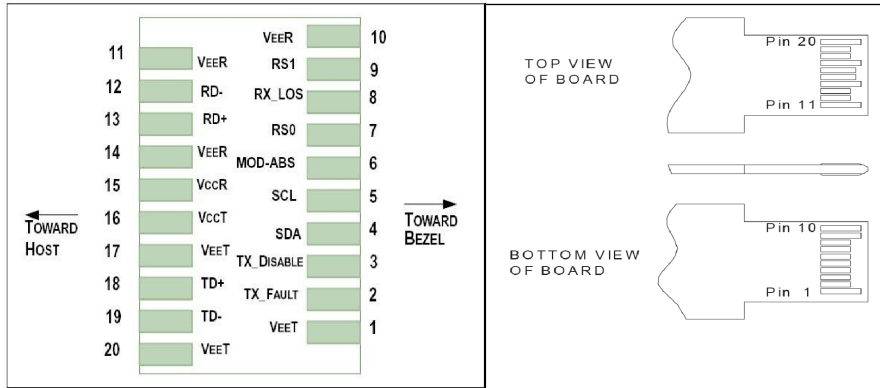 11 VEER
12 RD-
13 RD+
14 VEER
15 VCCR
16 VCCT
17 VEET
18 TD+
19 TD-
20 VEET
VEER 10
RS1 9
RX_LOS 8
RS0 7
MOD-ABS 6
SCL 5
SDA 4
TX_DISABLE 3
TX_FAULT 2
VEET 1
TOWARD
HOST
TOWARD
BEZEL
TOP VIEW
OF BOARD
Pin 20
Pin 11
BOTTOM VIEW
OF BOARD
Pin 10
Pin 1